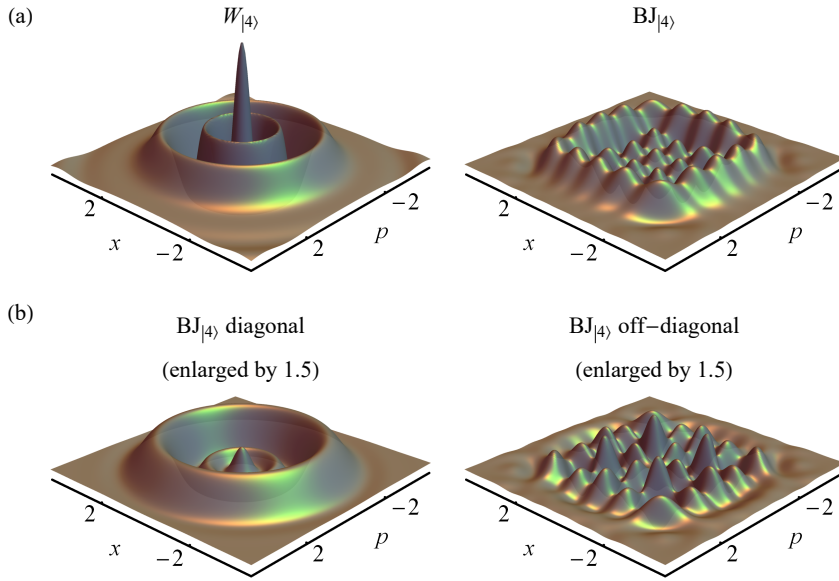 (a)
W|4⟩
BJ|4⟩
2
x
−2
2
p
−2
2
x
−2
2
p
−2
(b)
BJ|4⟩ diagonal
(enlarged by 1.5)
BJ|4⟩ off−diagonal
(enlarged by 1.5)
2
x
−2
2
p
−2
2
x
−2
2
p
−2